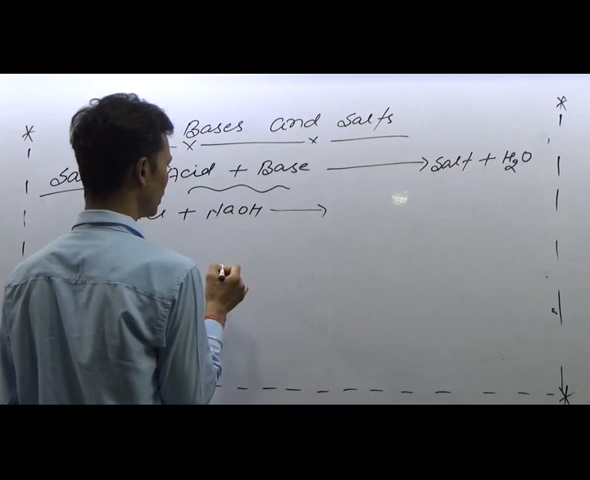 Bases and Salts
Acid + Base → Salt + H₂O
+ NaOH →